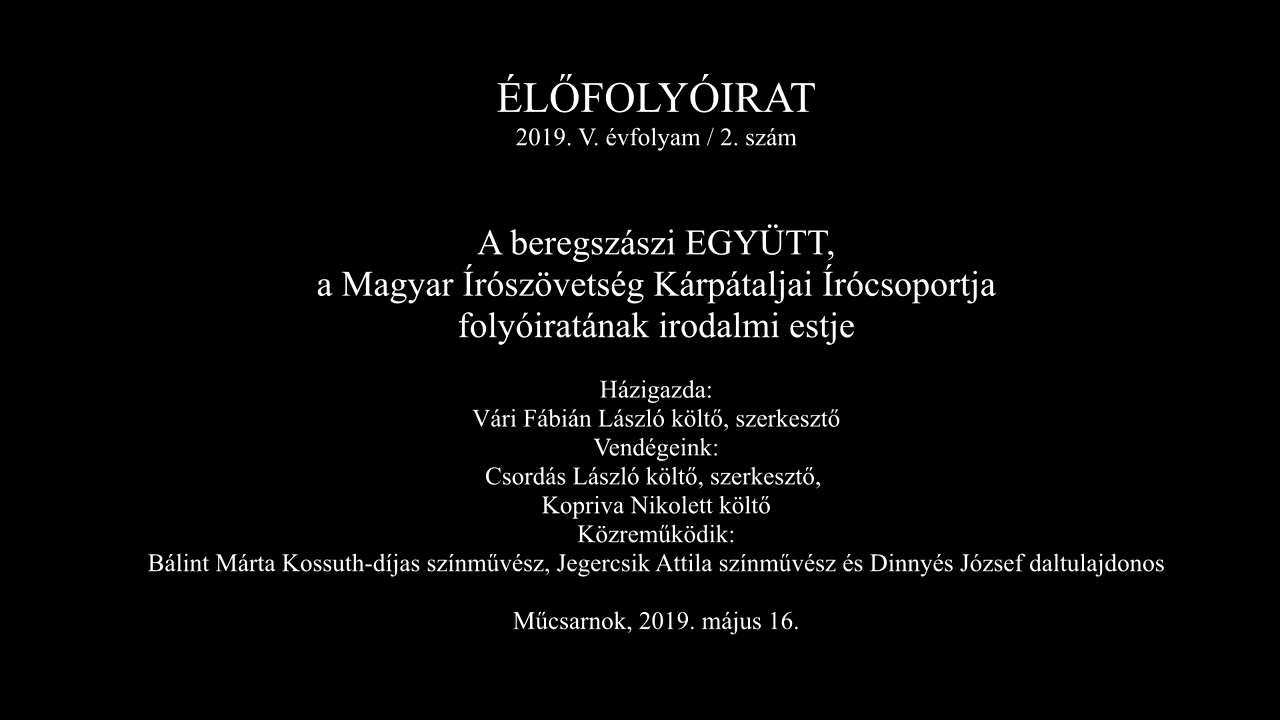 ÉLŐFOLYÓIRAT
2019. V. évfolyam / 2. szám
A beregszászi EGYÜTT,
a Magyar Írószövetség Kárpátaljai Írócsoportja
folyóiratának irodalmi estje
Házigazda:
Vári Fábián László költő, szerkesztő
Vendégeink:
Csordás László költő, szerkesztő,
Kopriva Nikolett költő
Közreműködik:
Bálint Márta Kossuth-díjas színművész, Jegercsik Attila színművész és Dinnyés József daltulajdonos
Műcsarnok, 2019. május 16.